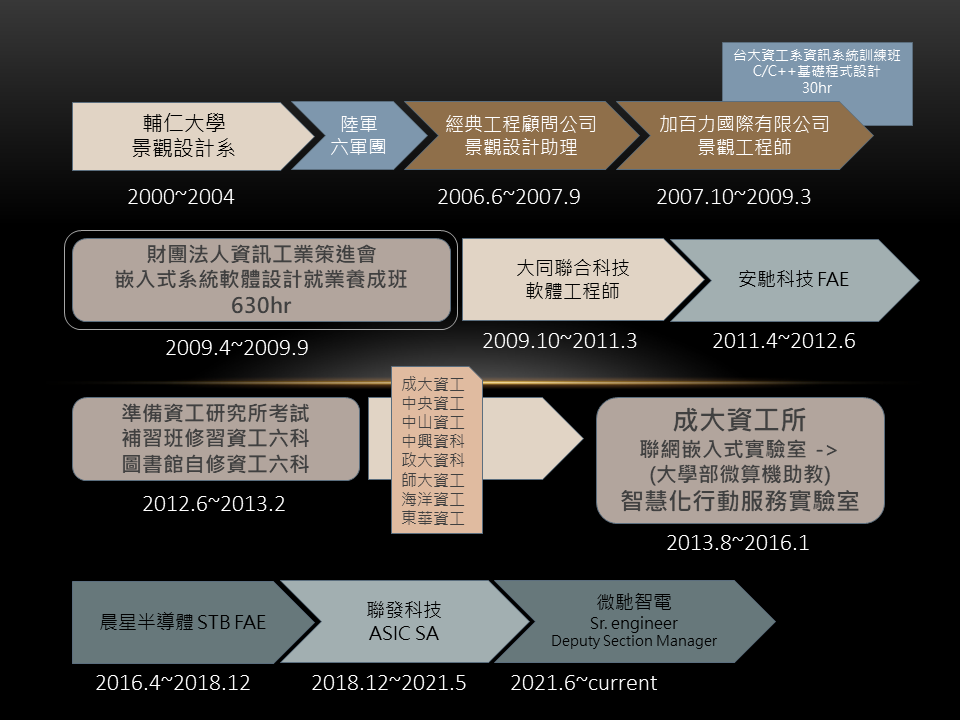 台大資工系資訊系統訓練班
C/C++基礎程式設計
30hr
輔仁大學
景觀設計系
陸軍
六軍團
經典工程顧問公司
景觀設計助理
加百力國際有限公司
景觀工程師
2000~2004
2006.6~2007.9
2007.10~2009.3
財團法人資訊工業策進會
嵌入式系統軟體設計就業養成班
630hr
大同聯合科技
軟體工程師
安馳科技 FAE
2009.4~2009.9
2009.10~2011.3
2011.4~2012.6
準備資工研究所考試
補習班修習資工六科
圖書館自修資工六科
成大資工
中央資工
中山資工
中興資科
政大資科
師大資工
海洋資工
東華資工
成大資工所
聯網嵌入式實驗室 ->
(大學部微算機助教)
智慧化行動服務實驗室
2012.6~2013.2
2013.8~2016.1
晨星半導體 STB FAE
聯發科技
ASIC SA
微馳智電
Sr. engineer
Deputy Section Manager
2016.4~2018.12
2018.12~2021.5
2021.6~current